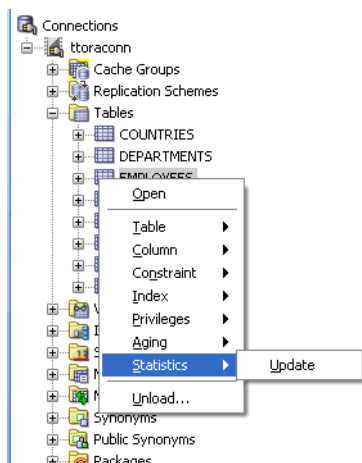 Connections
ttoraconn
Cache Groups
Replication Schemes
Tables
COUNTRIES
DEPARTMENTS
EMPLOYEES
Open
Table
Column
Constraint
Index
Privileges
Aging
Statistics
Update
Unload...
Synonyms
Public Synonyms
Packages